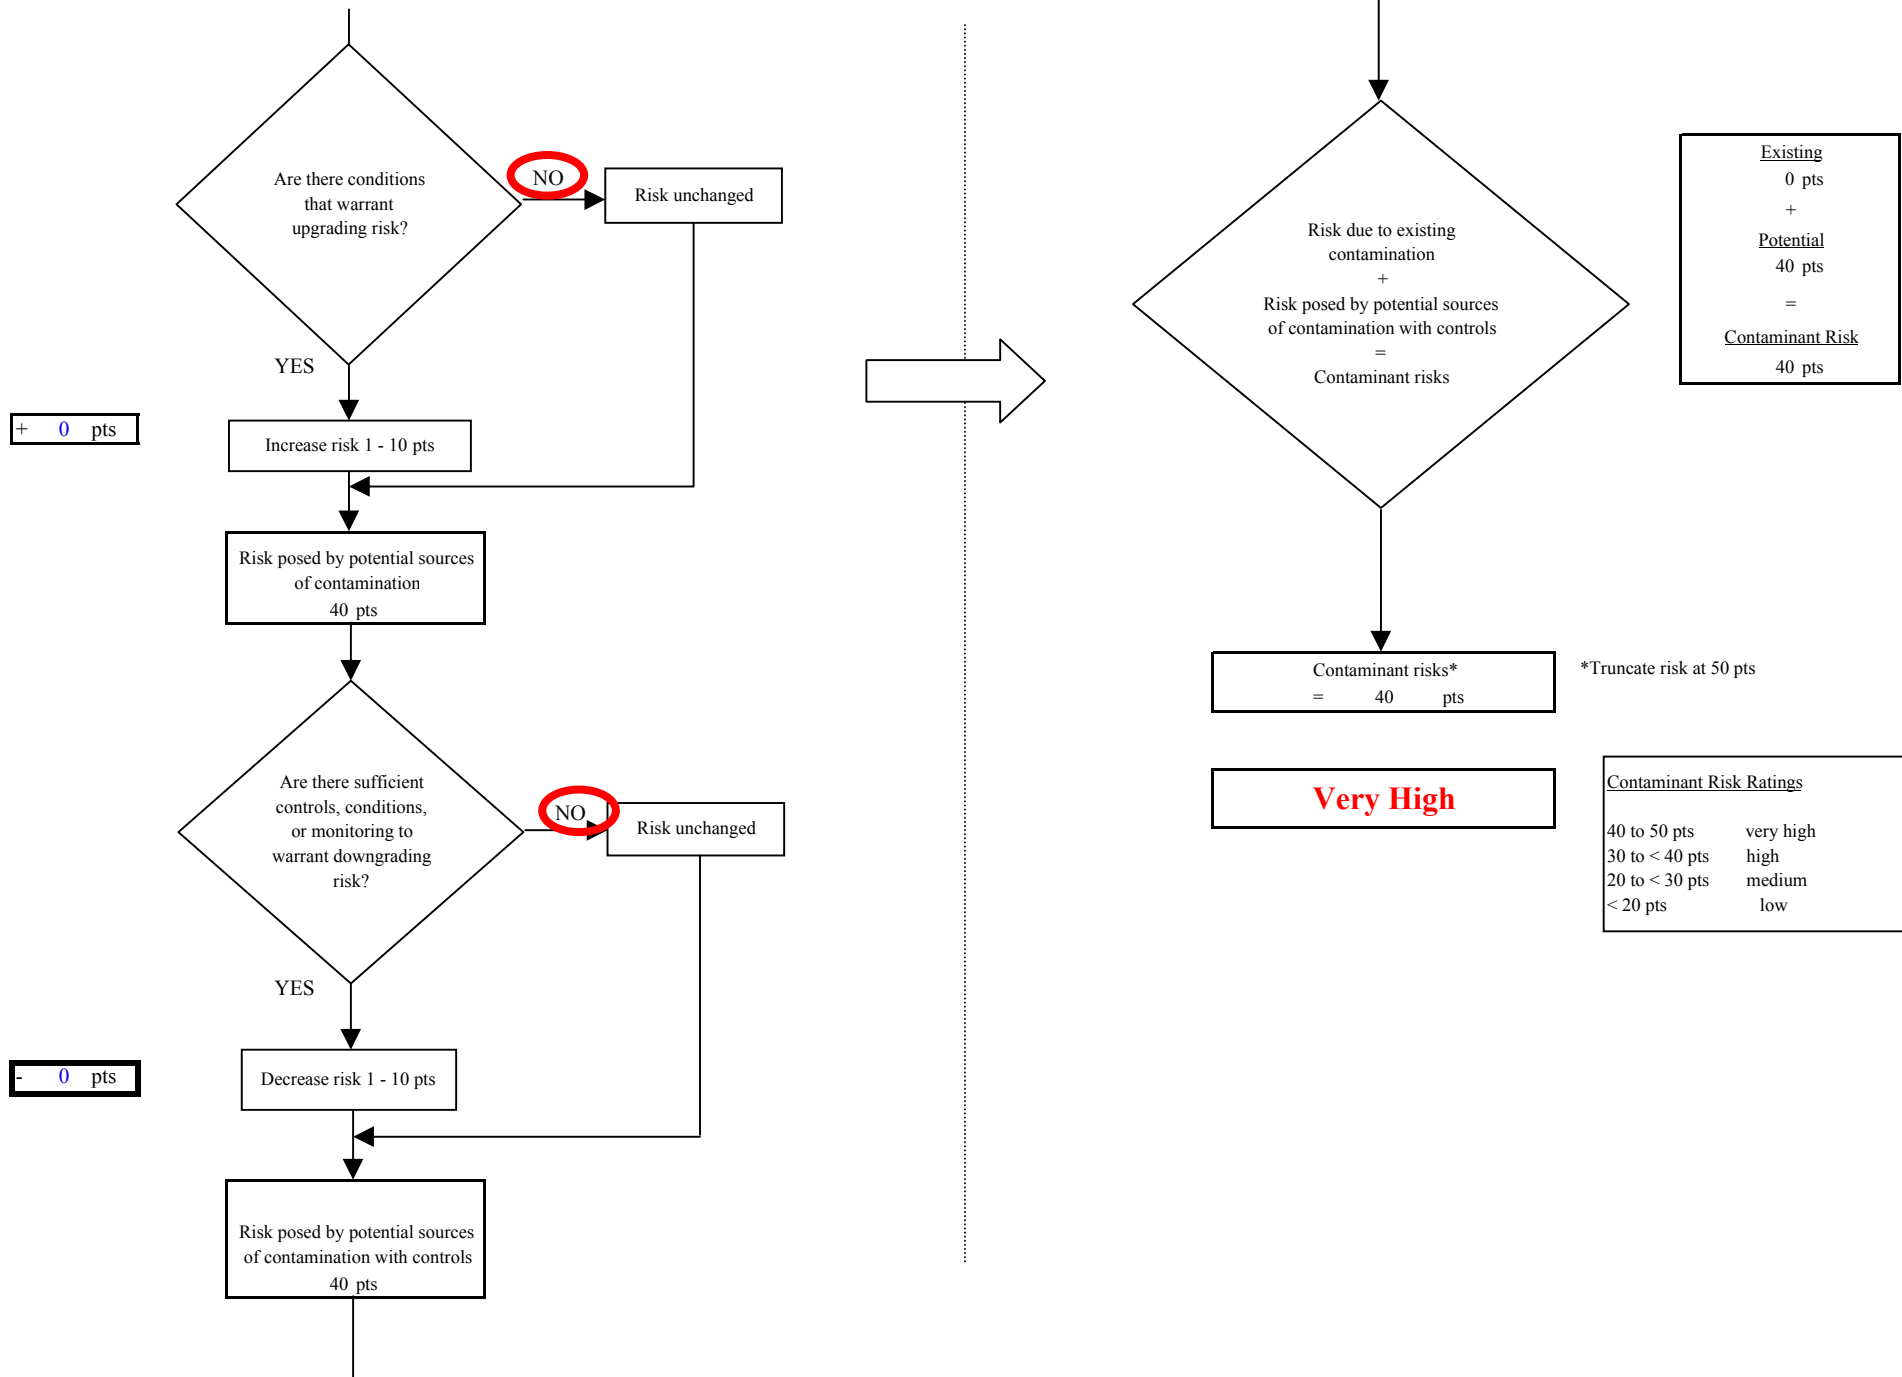 Are there conditions
that warrant
upgrading risk?
NO
Risk unchanged
YES
+ 0 pts
Increase risk 1 - 10 pts
Risk posed by potential sources
of contamination
40 pts
Are there sufficient
controls, conditions,
or monitoring to
warrant downgrading
risk?
NO
Risk unchanged
YES
- 0 pts
Decrease risk 1 - 10 pts
Risk posed by potential sources
of contamination with controls
40 pts
Risk due to existing
contamination
+
Risk posed by potential sources
of contamination with controls
=
Contaminant risks
Existing
0 pts
+
Potential
40 pts
=
Contaminant Risk
40 pts
Contaminant risks*
= 40 pts
*Truncate risk at 50 pts
Very High
Contaminant Risk Ratings
40 to 50 pts very high
30 to < 40 pts high
20 to < 30 pts medium
< 20 pts low